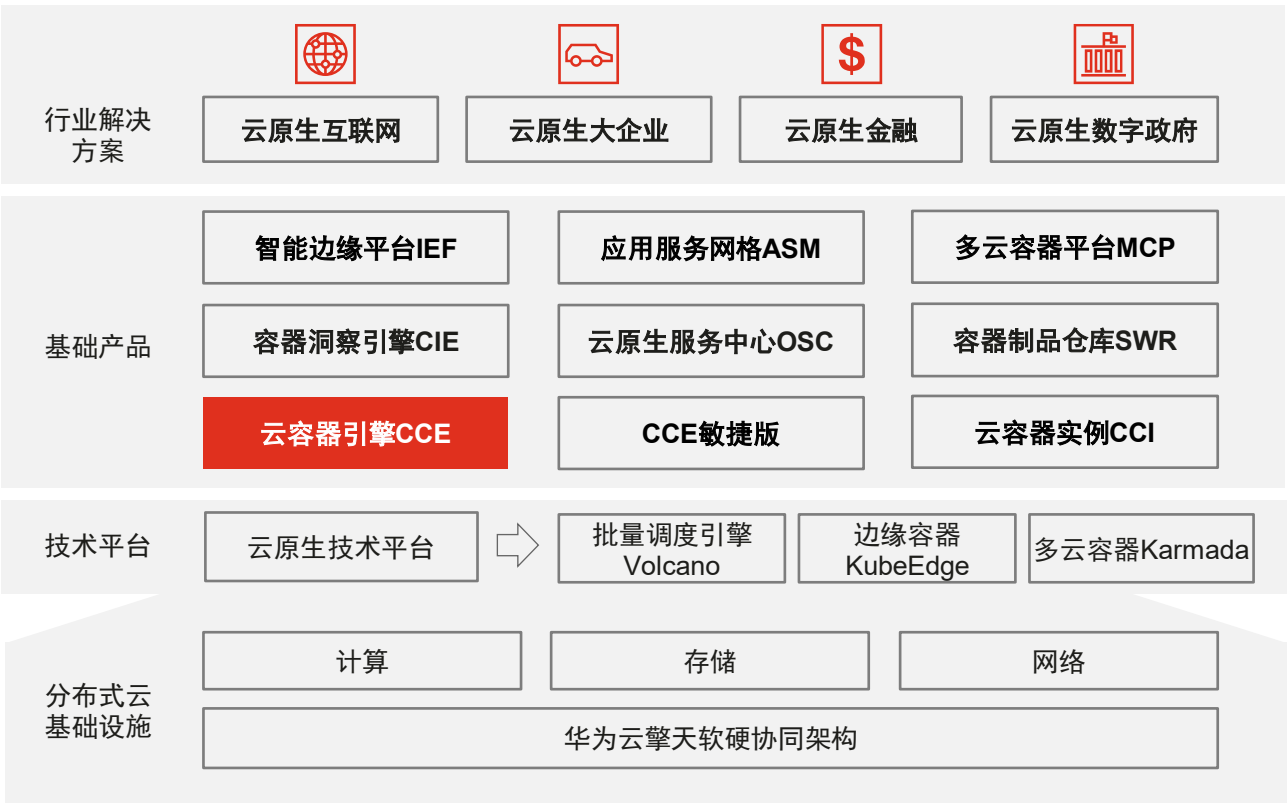 行业解决
方案
$
云原生互联网
云原生大企业
云原生金融
云原生数字政府
基础产品
智能边缘平台IEF
应用服务网格ASM
多云容器平台MCP
容器洞察引擎CIE
云原生服务中心OSC
容器制品仓库SWR
云容器引擎CCE
CCE敏捷版
云容器实例CCI
技术平台
云原生技术平台
批量调度引擎
Volcano
边缘容器
KubeEdge
多云容器Karmada
分布式云
基础设施
计算
存储
网络
华为云擎天软硬协同架构